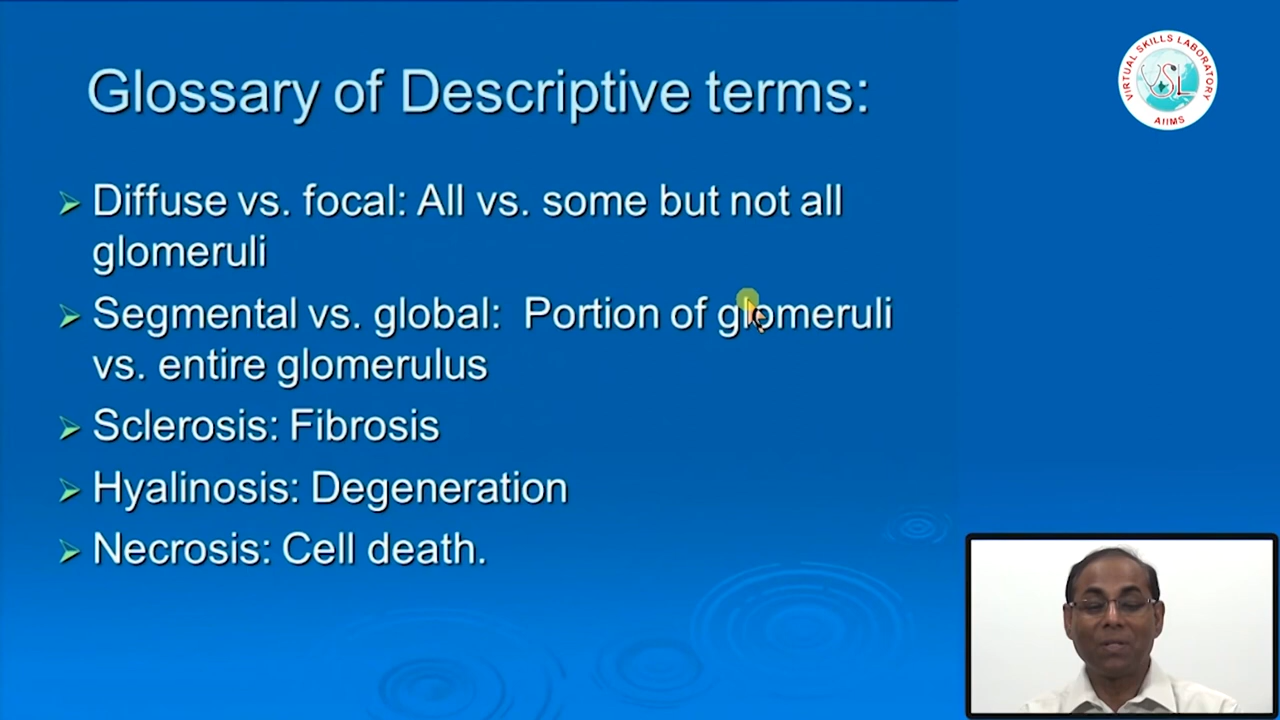 Glossary of Descriptive terms:
Diffuse vs. focal: All vs. some but not all
glomeruli
Segmental vs. global: Portion of glomeruli
vs. entire glomerulus
Sclerosis: Fibrosis
Hyalinosis: Degeneration
Necrosis: Cell death.
VIRTUAL SKILLS LABORATORY
VSL
AIIMS